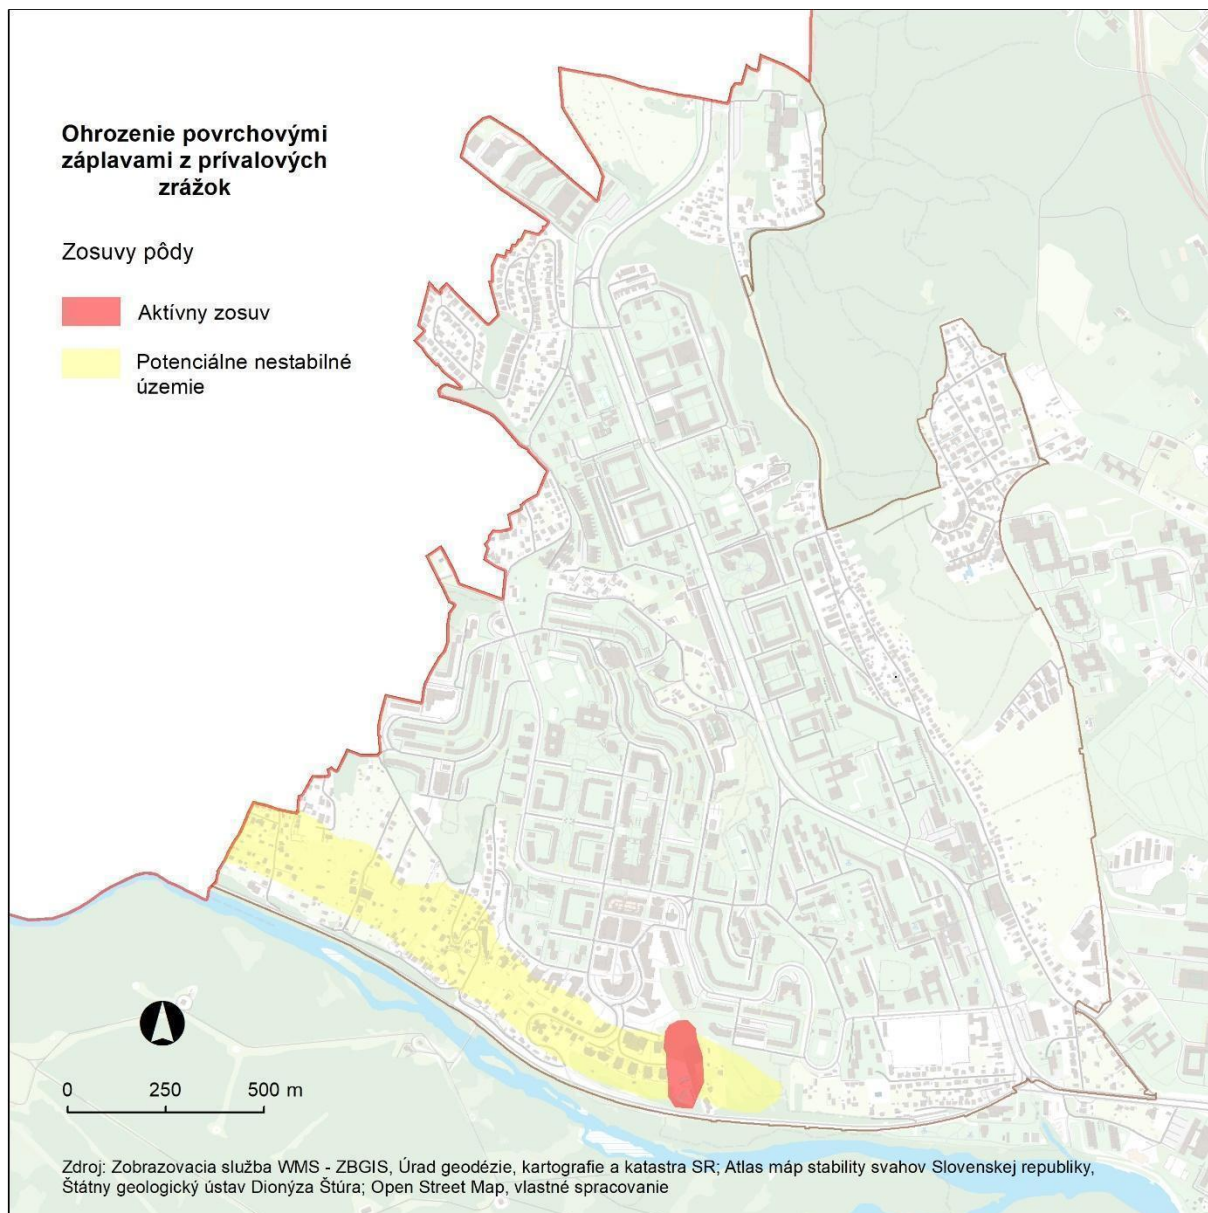 Ohrozenie povrchovými
záplavami z prívalových
zrážok
Zosuvy pôdy
Aktívny zosuv
Potenciálne nestabilné
územie
0 250 500 m
Zdroj: Zobrazovacia služba WMS - ZBGIS, Úrad geodézie, kartografie a katastra SR; Atlas máp stability svahov Slovenskej republiky,
Štátny geologický ústav Dionýza Štúra; Open Street Map, vlastné spracovanie